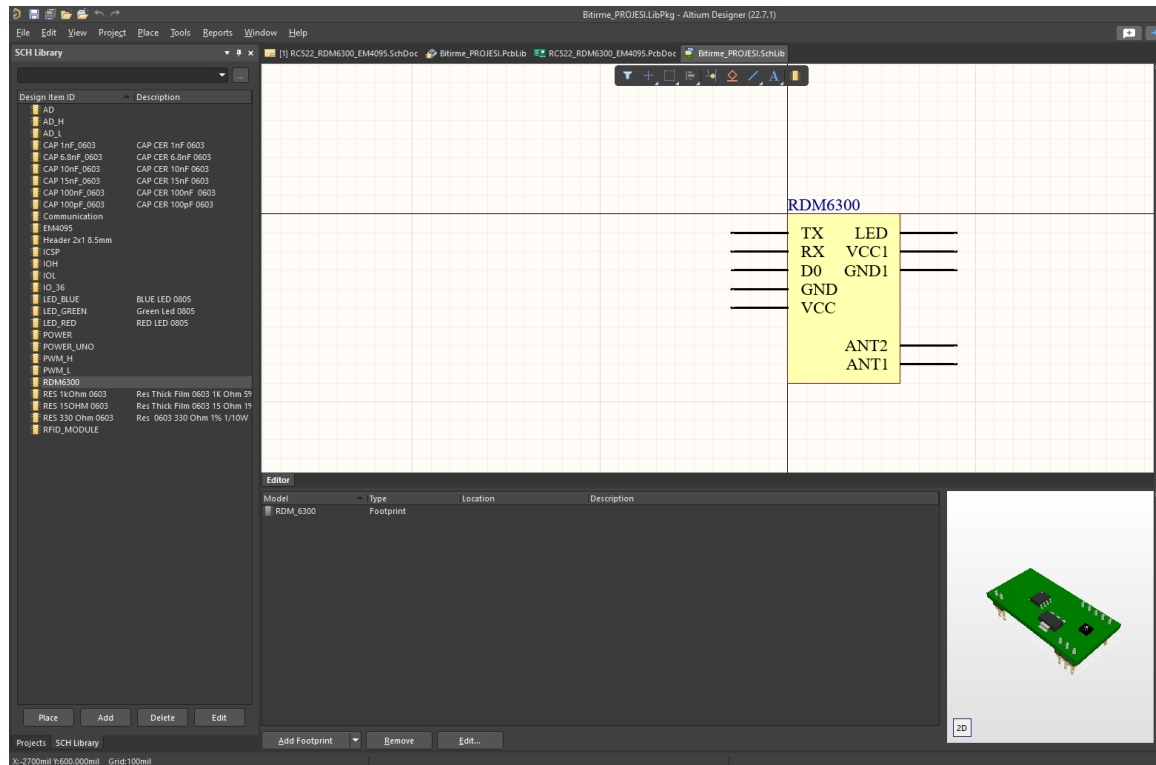 Bitirme_PROJESI.LibPkg - Altium Designer (22.7.1)
File Edit View Project Place Tools Reports Window Help
SCH Library
[1] RC522_RDM6300_EM4095.SchDoc Bitirme_PROJESI.PcbLib RC522_RDM6300_EM4095.PcbDoc Bitirme_PROJESI.SchLib
...
Design Item ID Description
AD
AD_H
AD_L
CAP 1nF_0603 CAP CER 1nF 0603
CAP 6.8nF_0603 CAP CER 6.8nF 0603
CAP 10nF_0603 CAP CER 10nF 0603
CAP 15nF_0603 CAP CER 15nF 0603
CAP 100nF_0603 CAP CER 100nF 0603
CAP 100pF_0603 CAP CER 100pF 0603
Communication
EM4095
Header 2x1 8.5mm
ICSP
IOH
IOL
IO_36
LED_BLUE BLUE LED 0805
LED_GREEN Green Led 0805
LED_RED RED LED 0805
POWER
POWER_UNO
PWM_H
PWM_L
RDM6300
RES 1kOhm 0603 Res Thick Film 0603 1K Ohm 5%
RES 15OHM 0603 Res Thick Film 0603 15 Ohm 1%
RES 330 Ohm 0603 Res 0603 330 Ohm 1% 1/10W
RFID_MODULE
RDM6300
TX LED
RX VCC1
D0 GND1
GND
VCC
ANT2
ANT1
Editor
Model Type Location Description
RDM_6300 Footprint
2D
Place Add Delete Edit
Add Footprint Remove Edit...
Projects SCH Library
X:-2700mil Y:600.000mil Grid:100mil